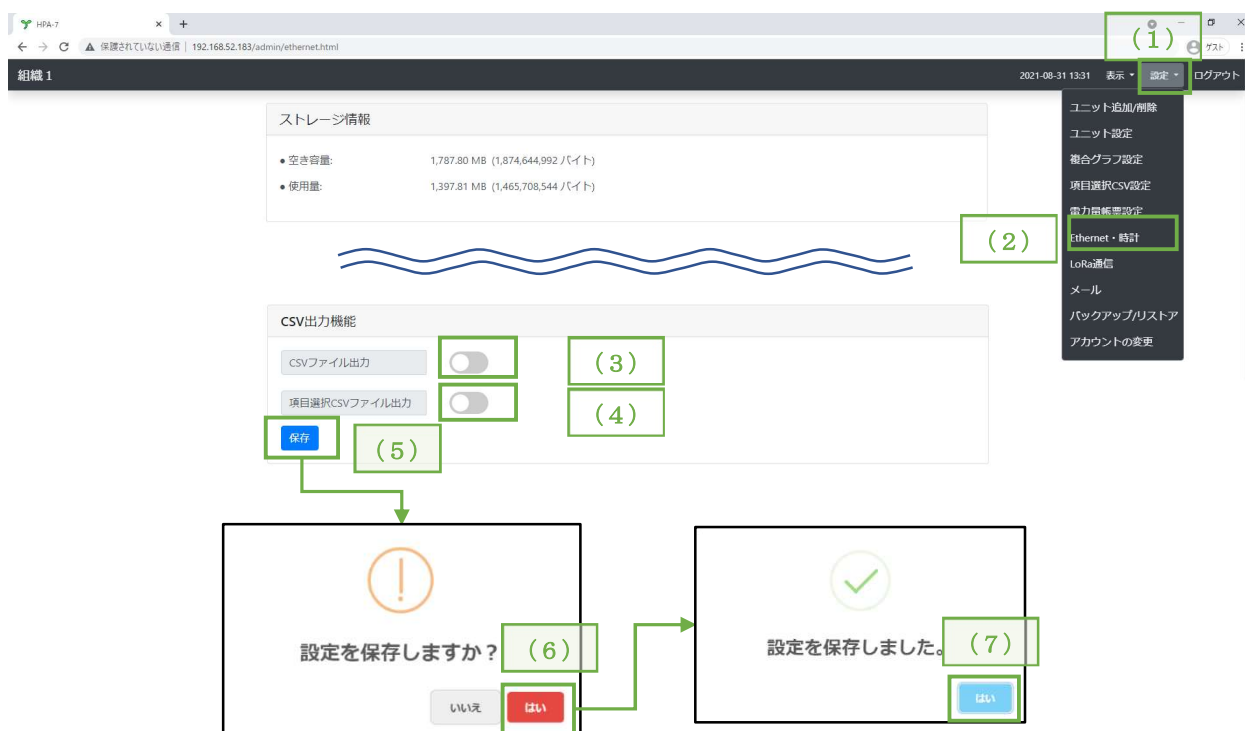 HPA-7
保護されていない通信 | 192.168.52.183/admin/ethernet.html
ゲスト
(1)
組織 1
2021-08-31 13:31 表示 設定 ログアウト
ユニット追加/削除
ユニット設定
複合グラフ設定
項目選択CSV設定
電力量帳票設定
(2)
Ethernet・時計
LoRa通信
メール
バックアップ/リストア
アカウントの変更
ストレージ情報
● 空き容量: 1,787.80 MB (1,874,644,992 バイト)
● 使用量: 1,397.81 MB (1,465,708,544 バイト)
CSV出力機能
CSVファイル出力
(3)
項目選択CSVファイル出力
(4)
保存
(5)
設定を保存しますか?
(6)
いいえ はい
設定を保存しました。
(7)
はい